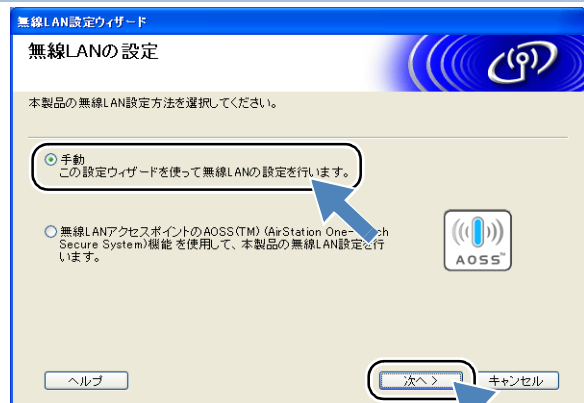 無線LAN設定ウィザード
無線LANの設定
本製品の無線LAN設定方法を選択してください。
手動
この設定ウィザードを使って無線LANの設定を行います。
無線LANアクセスポイントのAOSS(TM) (AirStation One- ch
Secure System)機能を使用して、本製品の無線LAN設定を行
います。
AOSS™
ヘルプ
次へ >
キャンセル